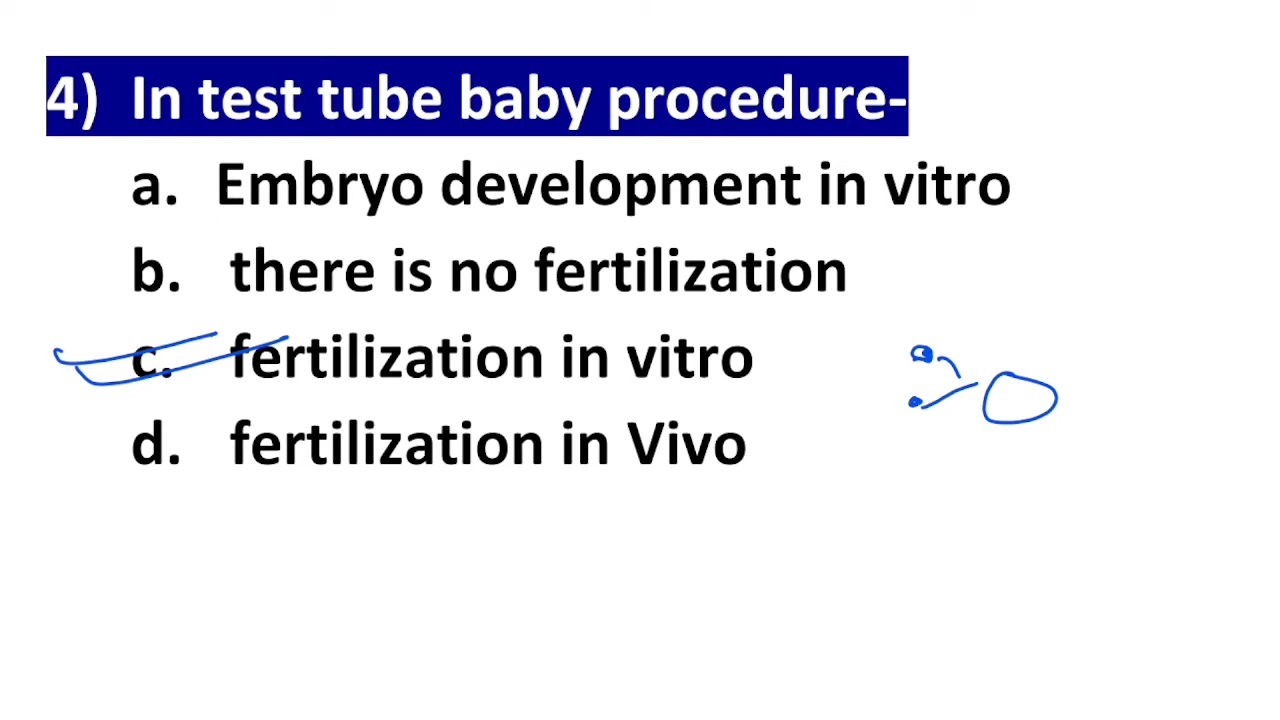 4) In test tube baby procedure-
a. Embryo development in vitro
b. there is no fertilization
c. fertilization in vitro
d. fertilization in Vivo